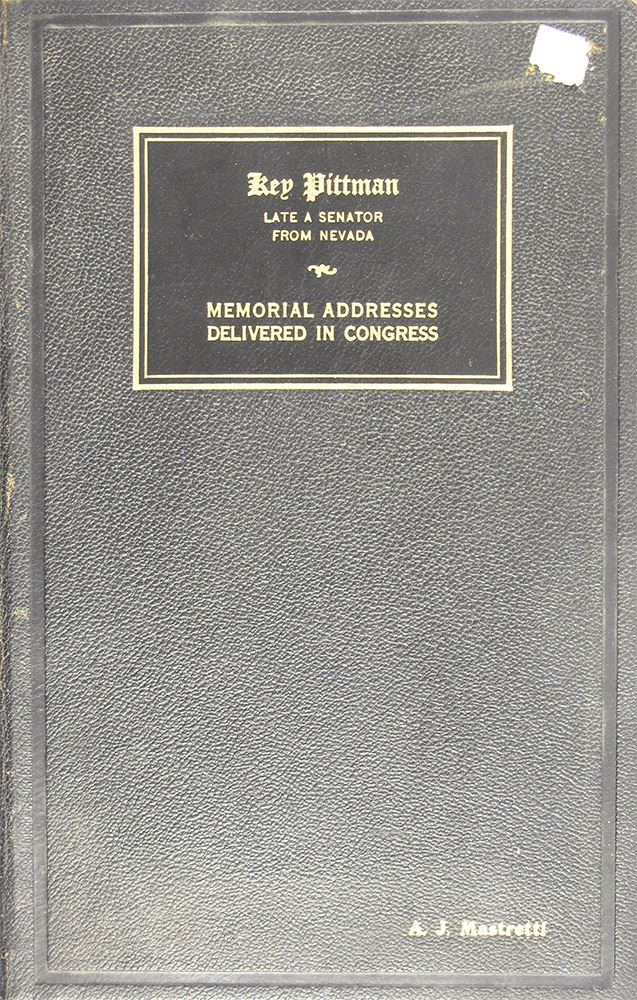 Key Pittman
LATE A SENATOR
FROM NEVADA
MEMORIAL ADDRESSES
DELIVERED IN CONGRESS
A. J. Mastretti